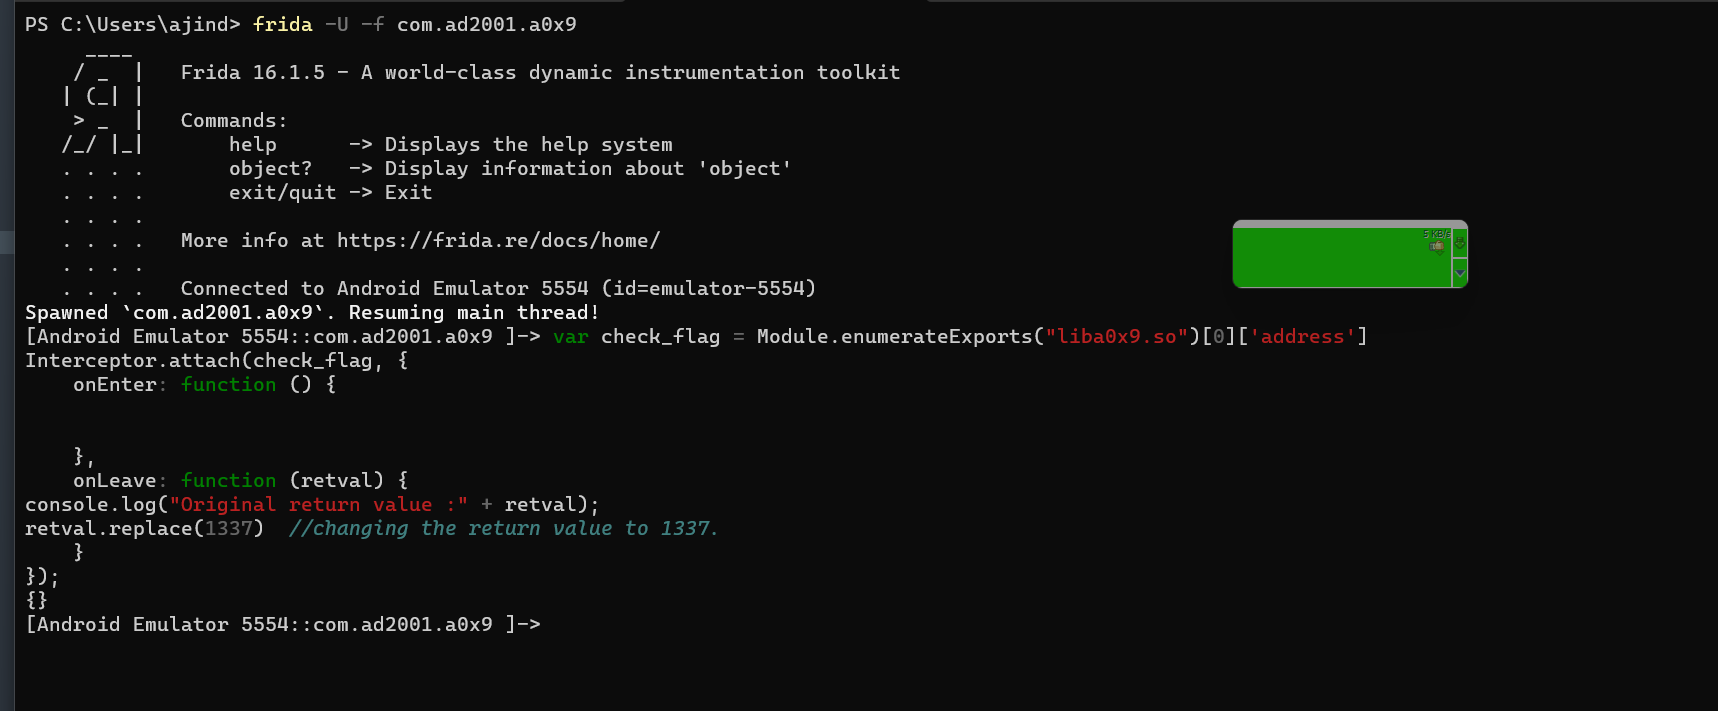 PS C:\Users\ajind> frida -U -f com.ad2001.a0x9
     ____
    / _  |   Frida 16.1.5 - A world-class dynamic instrumentation toolkit
   | (_| |
    > _  |   Commands:
   /_/ |_|       help      -> Displays the help system
   . . . .       object?   -> Display information about 'object'
   . . . .       exit/quit -> Exit
   . . . .
   . . . .   More info at https://frida.re/docs/home/
   . . . .
   . . . .   Connected to Android Emulator 5554 (id=emulator-5554)
Spawned `com.ad2001.a0x9`. Resuming main thread!
[Android Emulator 5554::com.ad2001.a0x9 ]-> var check_flag = Module.enumerateExports("liba0x9.so")[0]['address']
Interceptor.attach(check_flag, {
    onEnter: function () {
    },
    onLeave: function (retval) {
console.log("Original return value :" + retval);
retval.replace(1337)  //changing the return value to 1337.
    }
});
{}
[Android Emulator 5554::com.ad2001.a0x9 ]->
5 KB/s